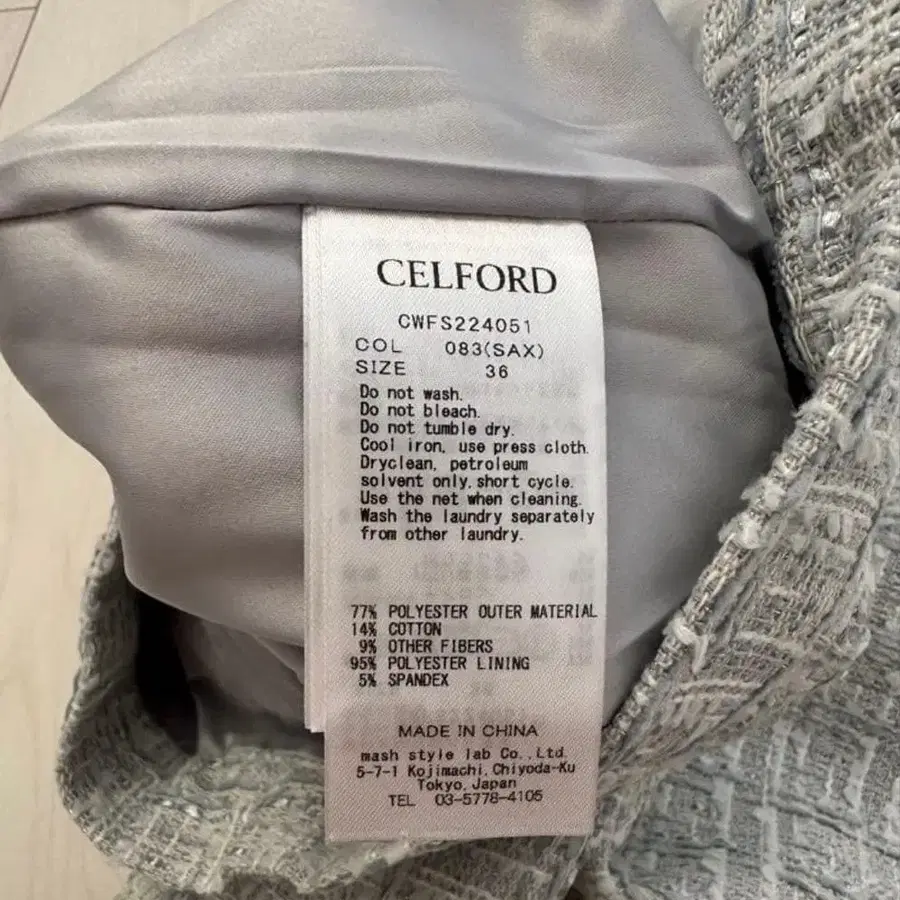 CELFORD
CWFS224051
COL 083(SAX)
SIZE 36
Do not wash.
Do not bleach.
Do not tumble dry.
Cool iron, use press cloth.
Dryclean, petroleum
solvent only, short cycle.
Use the net when cleaning.
Wash the laundry separately
from other laundry.
77% POLYESTER OUTER MATERIAL
14% COTTON
9% OTHER FIBERS
95% POLYESTER LINING
5% SPANDEX
MADE IN CHINA
mash style lab Co.,Ltd.
5-7-1 Kojimachi, Chiyoda-Ku
Tokyo, Japan
TEL 03-5778-4105